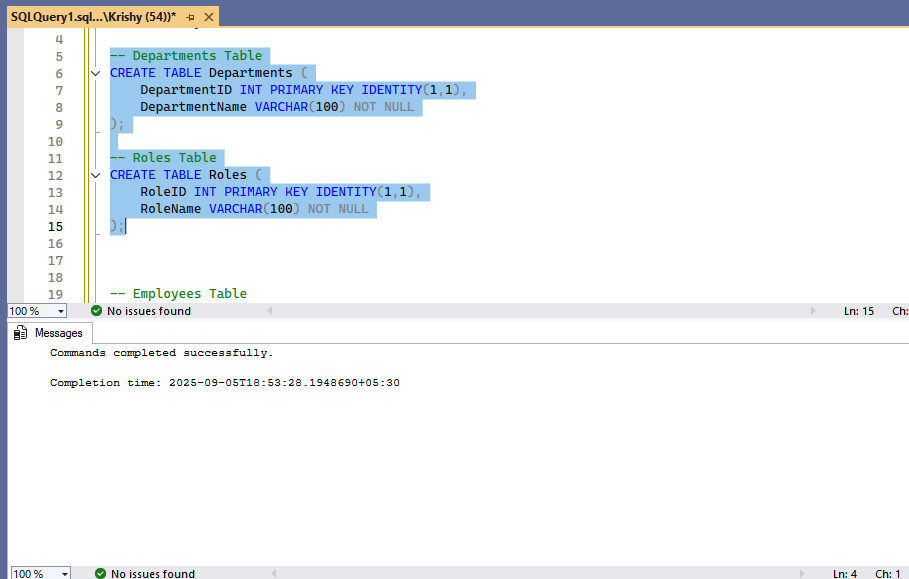 SQLQuery1.sql...\Krishy (54))*
4
5 -- Departments Table
6 CREATE TABLE Departments (
7 DepartmentID INT PRIMARY KEY IDENTITY(1,1),
8 DepartmentName VARCHAR(100) NOT NULL
9 );
10
11 -- Roles Table
12 CREATE TABLE Roles (
13 RoleID INT PRIMARY KEY IDENTITY(1,1),
14 RoleName VARCHAR(100) NOT NULL
15 );
16
17
18
19 -- Employees Table
100 % No issues found Ln: 15 Ch:
Messages
Commands completed successfully.
Completion time: 2025-09-05T18:53:28.1948690+05:30
100 % No issues found Ln: 4 Ch: 1